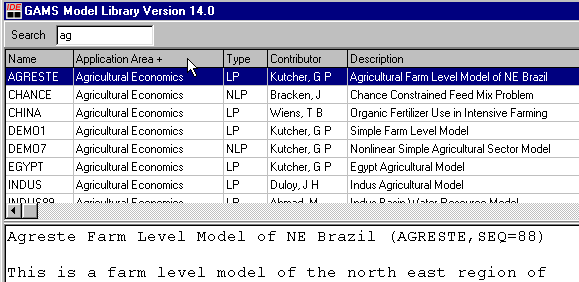 IDE GAMS Model Library Version 14.0
Search ag
Name Application Area + Type Contributor Description
AGRESTE Agricultural Economics LP Kutcher, G P Agricultural Farm Level Model of NE Brazil
CHANCE Agricultural Economics NLP Bracken, J Chance Constrained Feed Mix Problem
CHINA Agricultural Economics LP Wiens, T B Organic Fertilizer Use in Intensive Farming
DEMO1 Agricultural Economics LP Kutcher, G P Simple Farm Level Model
DEMO7 Agricultural Economics NLP Kutcher, G P Nonlinear Simple Agricultural Sector Model
EGYPT Agricultural Economics LP Kutcher, G P Egypt Agricultural Model
INDUS Agricultural Economics LP Duloy, J H Indus Agricultural Model
INDUS89 Agricultural Economics LP Ahmad, M Indus Basin Water Resource Model
Agreste Farm Level Model of NE Brazil (AGRESTE,SEQ=88)
This is a farm level model of the north east region of